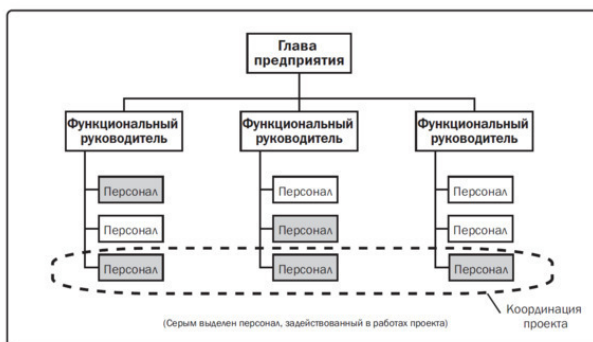 Глава
предприятия
Функциональный
руководитель
Функциональный
руководитель
Функциональный
руководитель
Персонал
Персонал
Персонал
Персонал
Персонал
Персонал
Персонал
Персонал
Персонал
Координация
проекта
(Серым выделен персонал, задействованный в работах проекта)